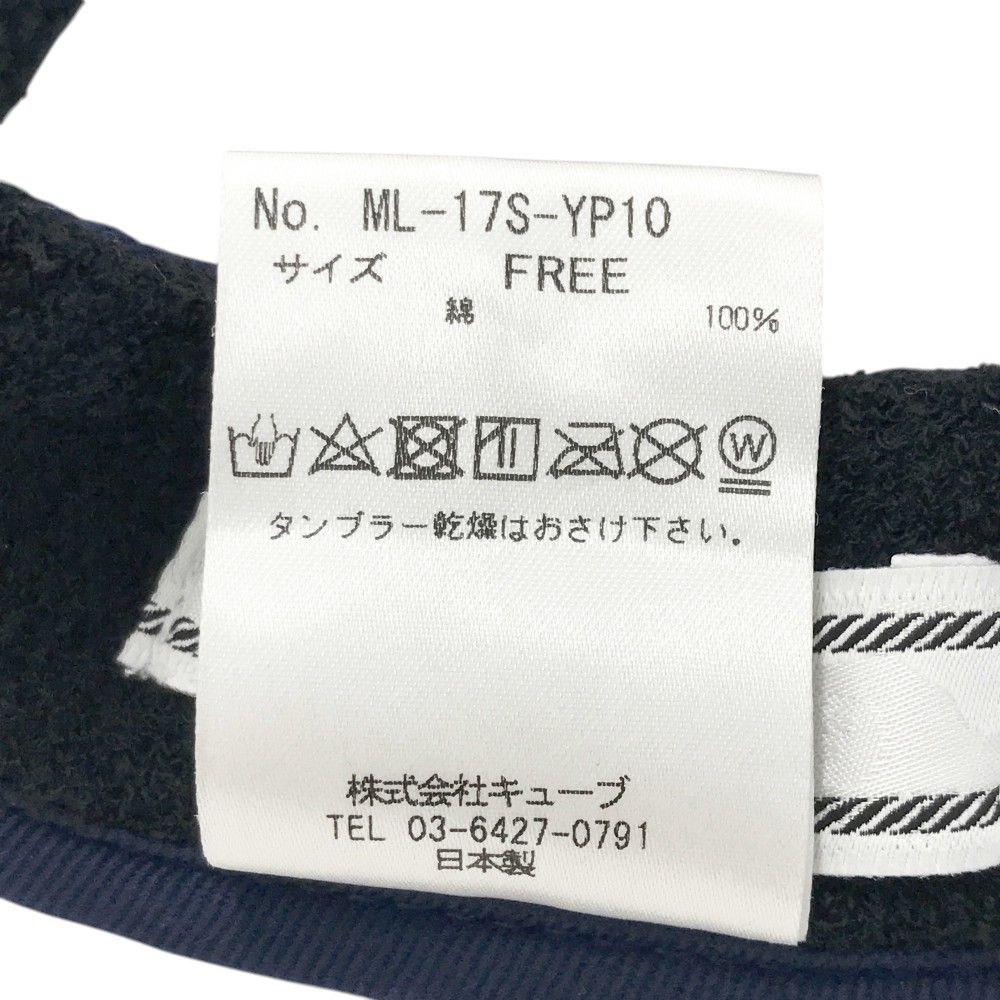 No. ML-17S-YP10
サイズ FREE
綿 100%
W
タンブラー乾燥はおさけ下さい。
株式会社キューブ
TEL 03-6427-0791
日本製